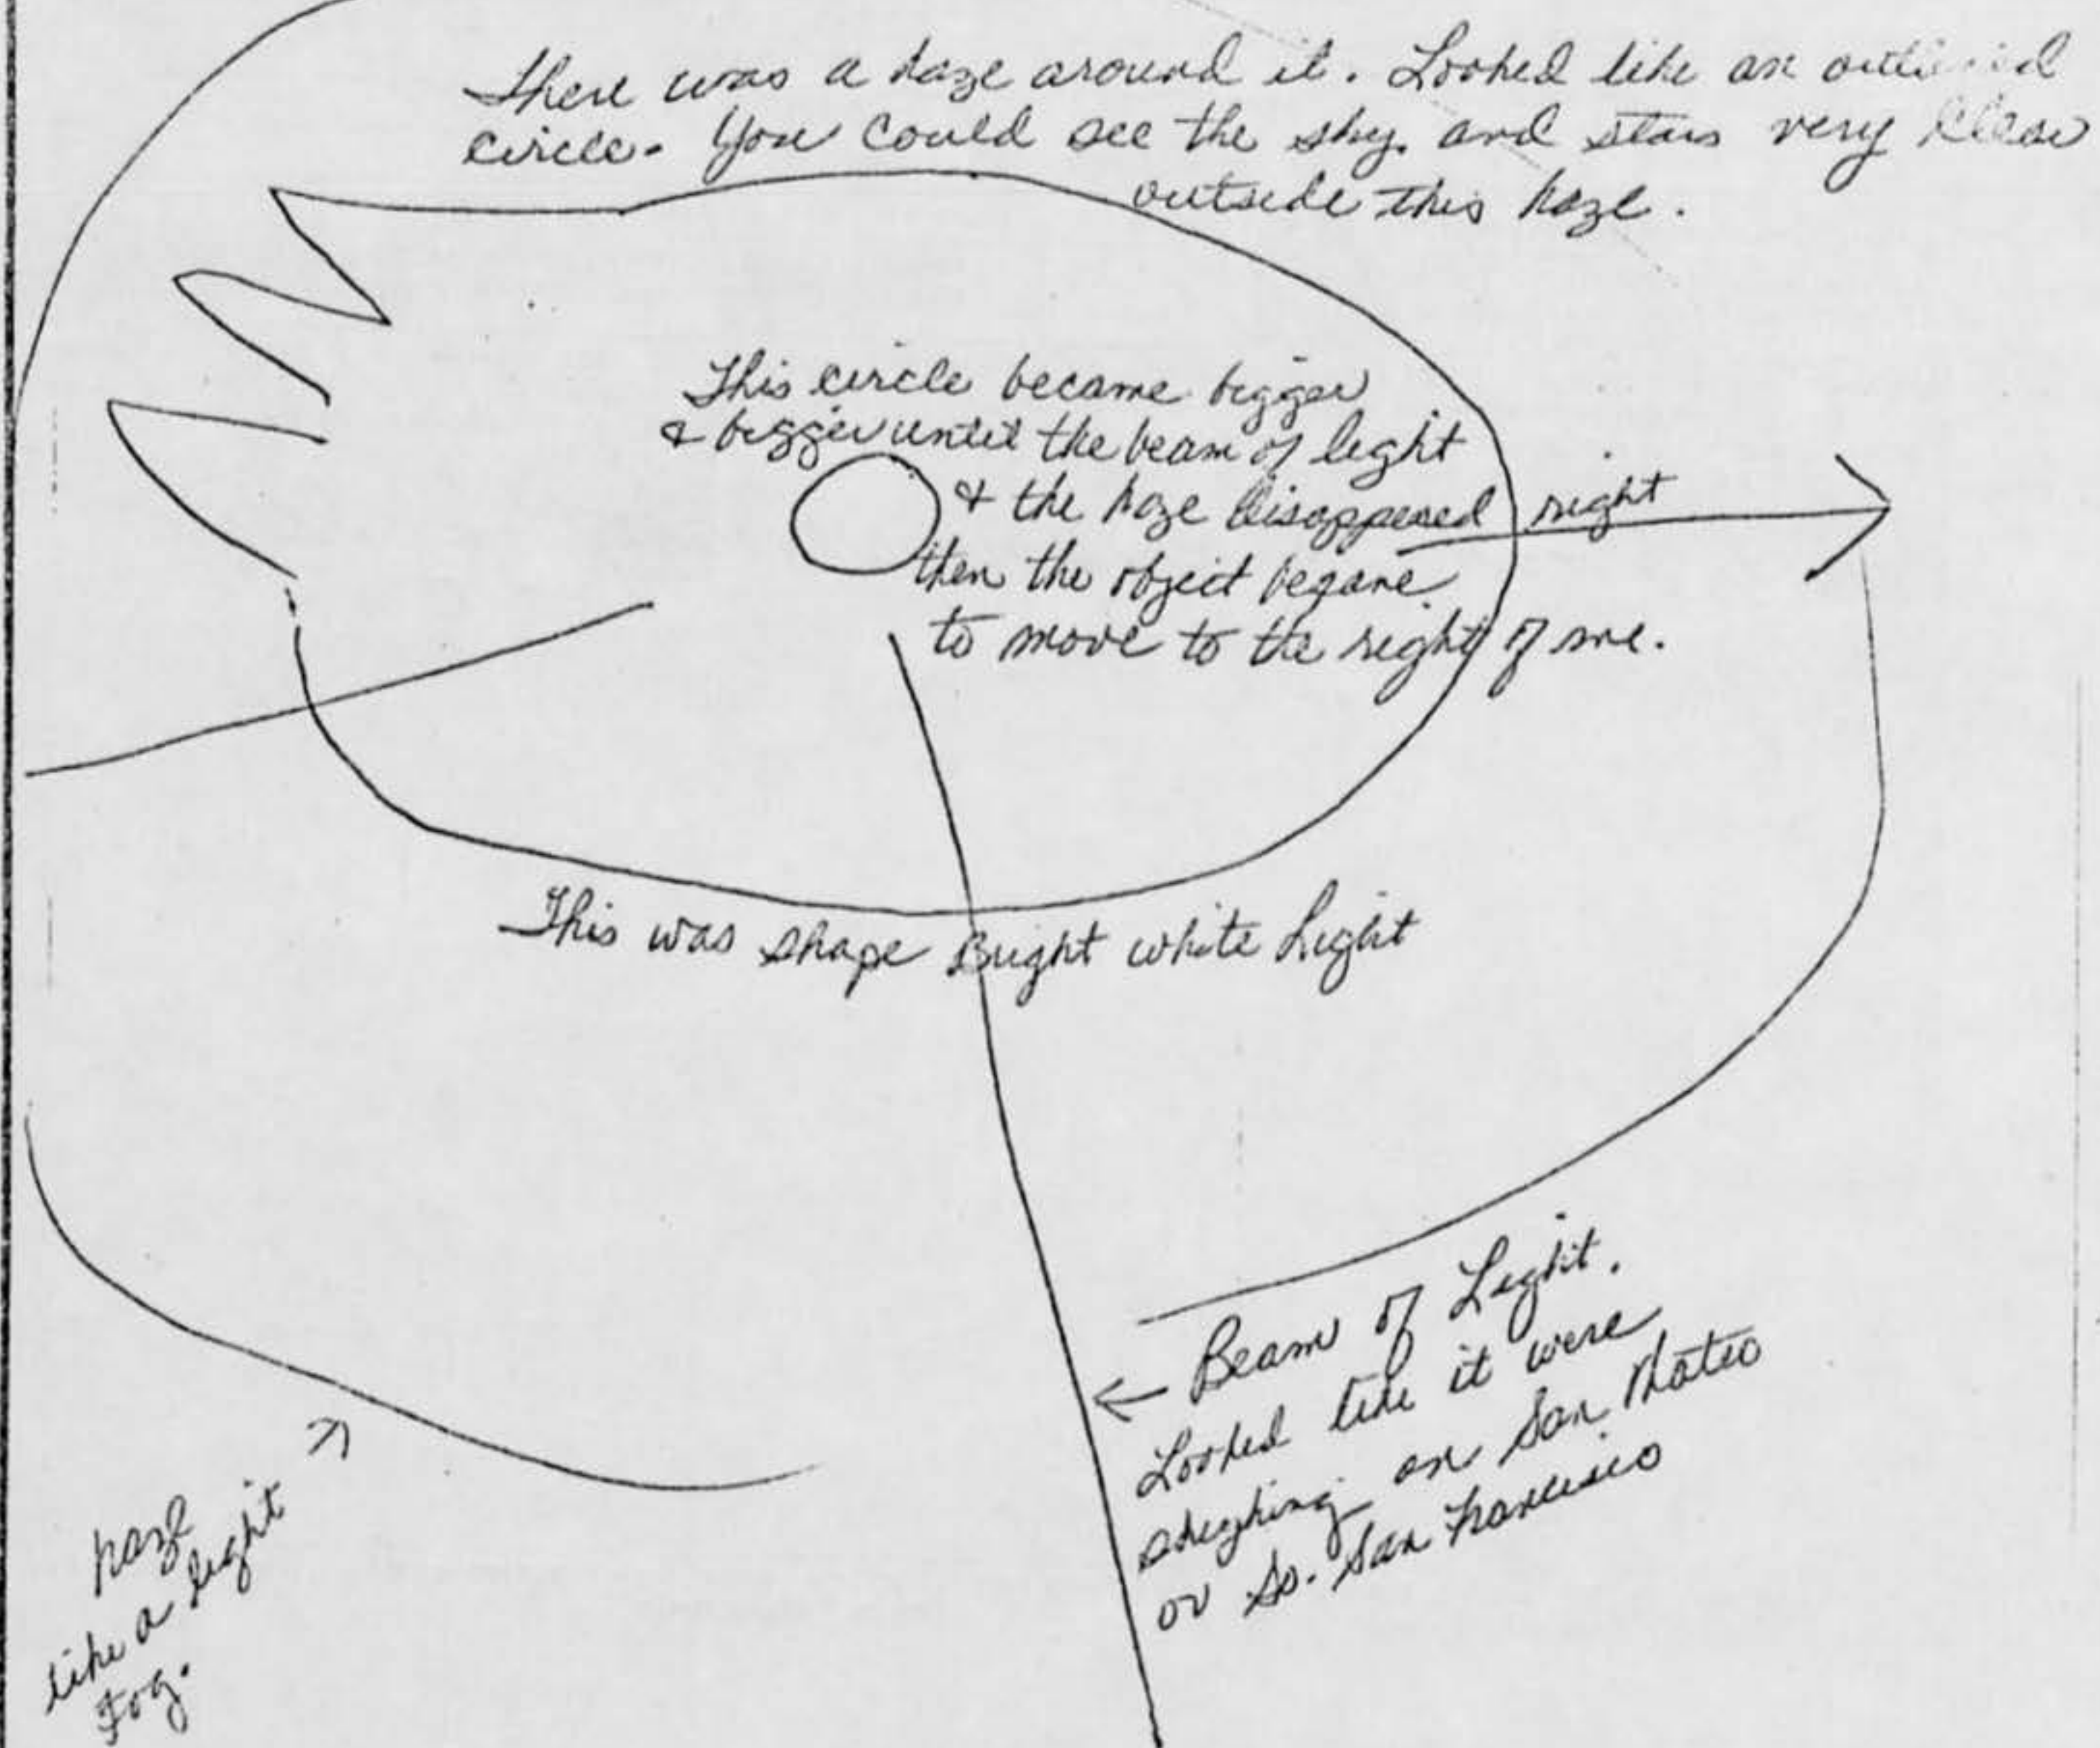 There was a haze around it. Looked like an outlined
circle. You could see the sky. and stars very clear
outside this haze.
This circle became bigger
& bigger until the beam of light
& the haze disappeared
right
then the object begane
to move to the right of me.
This was shape Bright white Light
← Beam of Light.
Looked like it were
on San Mateo
or So. San Francisco
haze
like a light
Fog.